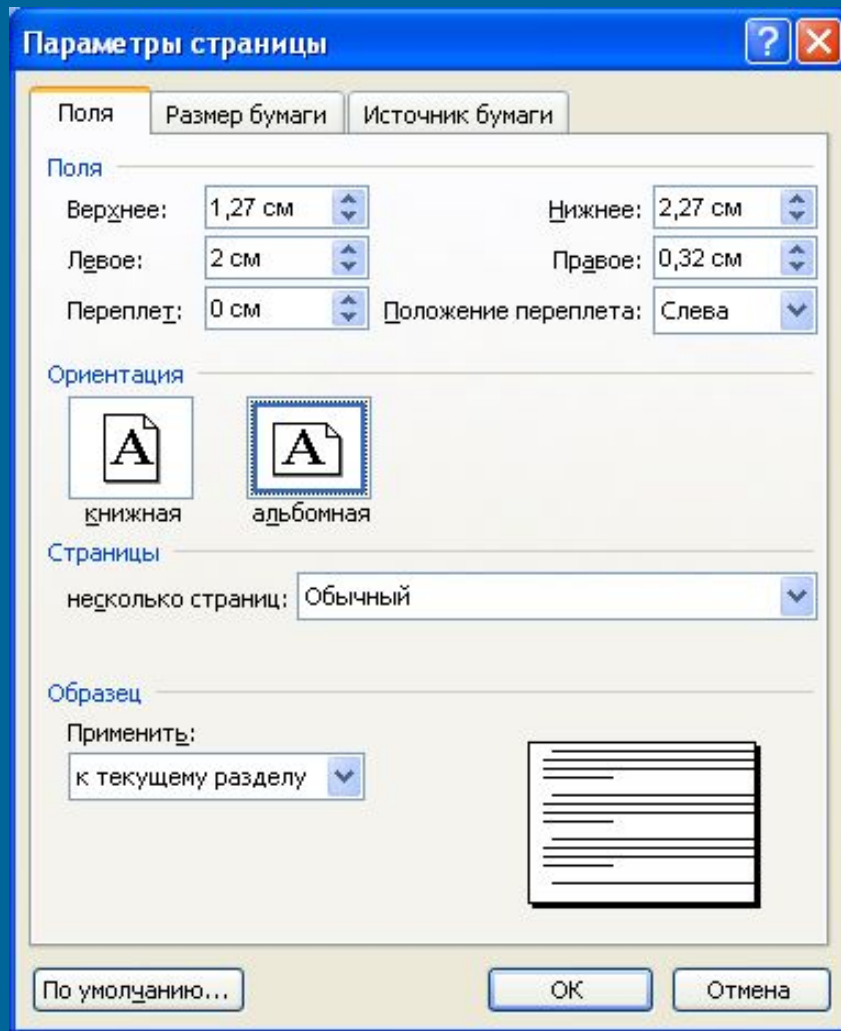 Параметры страницы
Поля Размер бумаги Источник бумаги
Поля
Верхнее: 1,27 см Нижнее: 2,27 см
Левое: 2 см Правое: 0,32 см
Переплет: 0 см Положение переплета: Слева
Ориентация
A A
книжная альбомная
Страницы
несколько страниц: Обычный
Образец
Применить:
к текущему разделу
По умолчанию... ОК Отмена